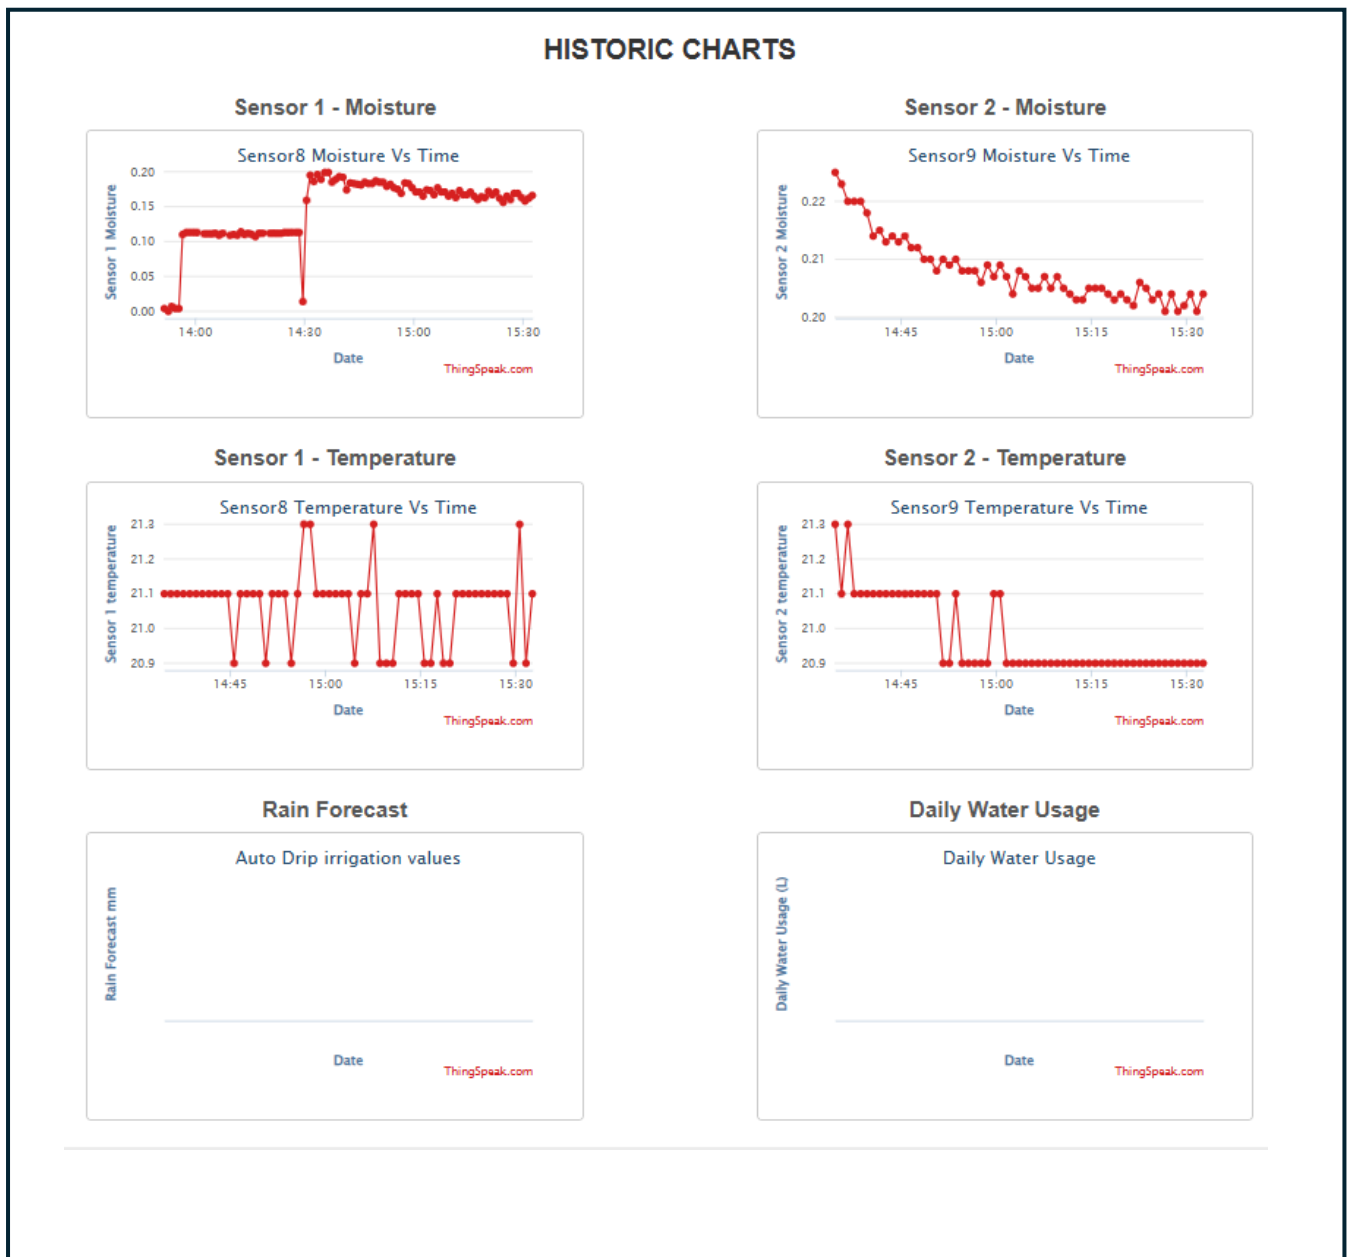 HISTORIC CHARTS
Sensor 1 - Moisture
Sensor8 Moisture Vs Time
Sensor 1 Moisture
0.20
0.15
0.10
0.05
0.00
14:00 14:30 15:00 15:30
Date
ThingSpeak.com
Sensor 2 - Moisture
Sensor9 Moisture Vs Time
Sensor 2 Moisture
0.22
0.21
0.20
14:45 15:00 15:15 15:30
Date
ThingSpeak.com
Sensor 1 - Temperature
Sensor8 Temperature Vs Time
Sensor 1 temperature
21.3
21.2
21.1
21.0
20.9
14:45 15:00 15:15 15:30
Date
ThingSpeak.com
Sensor 2 - Temperature
Sensor9 Temperature Vs Time
Sensor 2 temperature
21.3
21.2
21.1
21.0
20.9
14:45 15:00 15:15 15:30
Date
ThingSpeak.com
Rain Forecast
Auto Drip irrigation values
Rain Forecast mm
Date
ThingSpeak.com
Daily Water Usage
Daily Water Usage
Daily Water Usage (L)
Date
ThingSpeak.com